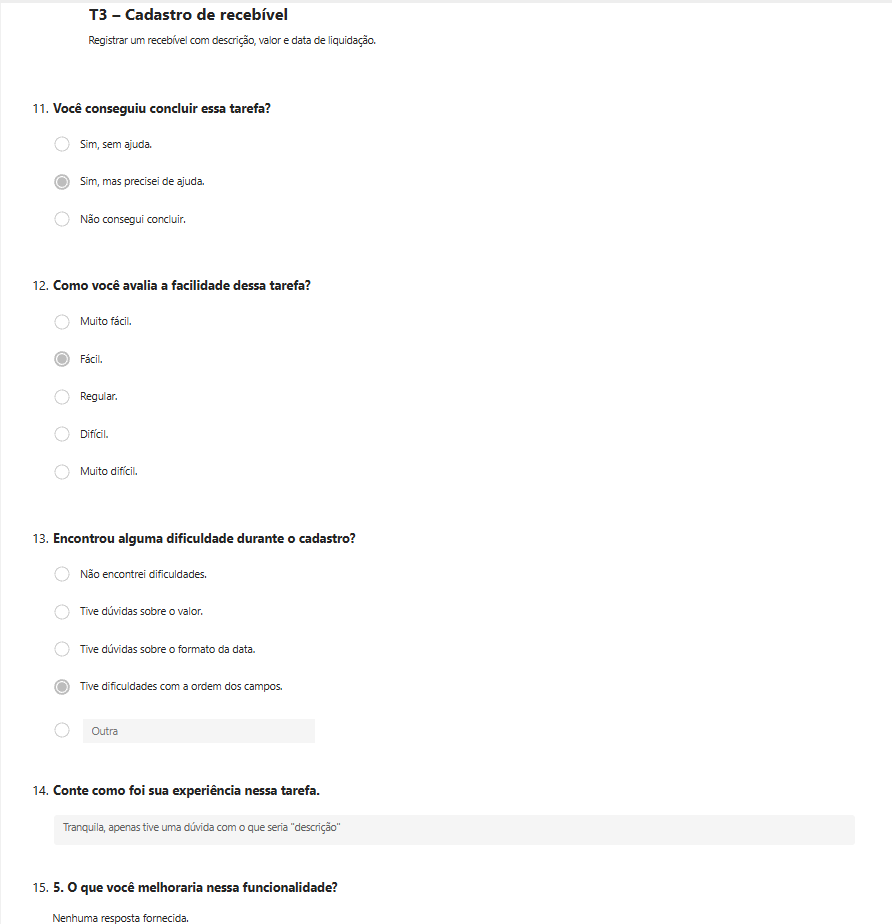 T3 – Cadastro de recebível
Registrar um recebível com descrição, valor e data de liquidação.
11. Você conseguiu concluir essa tarefa?
Sim, sem ajuda.
Sim, mas precisei de ajuda.
Não consegui concluir.
12. Como você avalia a facilidade dessa tarefa?
Muito fácil.
Fácil.
Regular.
Difícil.
Muito difícil.
13. Encontrou alguma dificuldade durante o cadastro?
Não encontrei dificuldades.
Tive dúvidas sobre o valor.
Tive dúvidas sobre o formato da data.
Tive dificuldades com a ordem dos campos.
Outra
14. Conte como foi sua experiência nessa tarefa.
Tranquila, apenas tive uma dúvida com o que seria "descrição"
15. 5. O que você melhoraria nessa funcionalidade?
Nenhuma resposta fornecida.